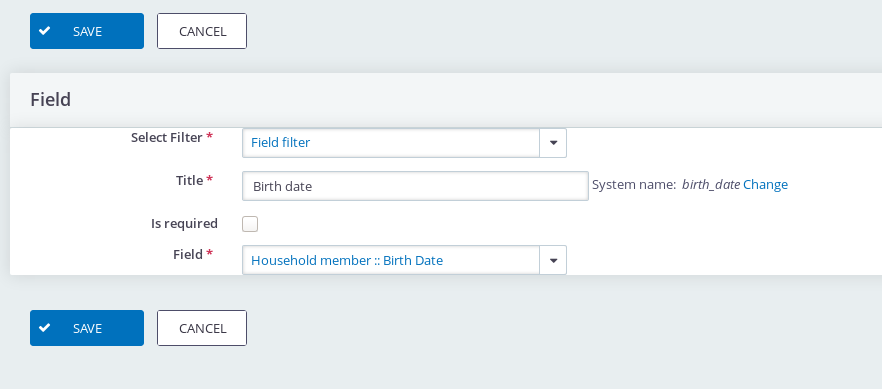 SAVE CANCEL
Field
Select Filter * Field filter
Title * Birth date System name: birth_date Change
Is required
Field * Household member :: Birth Date
SAVE CANCEL